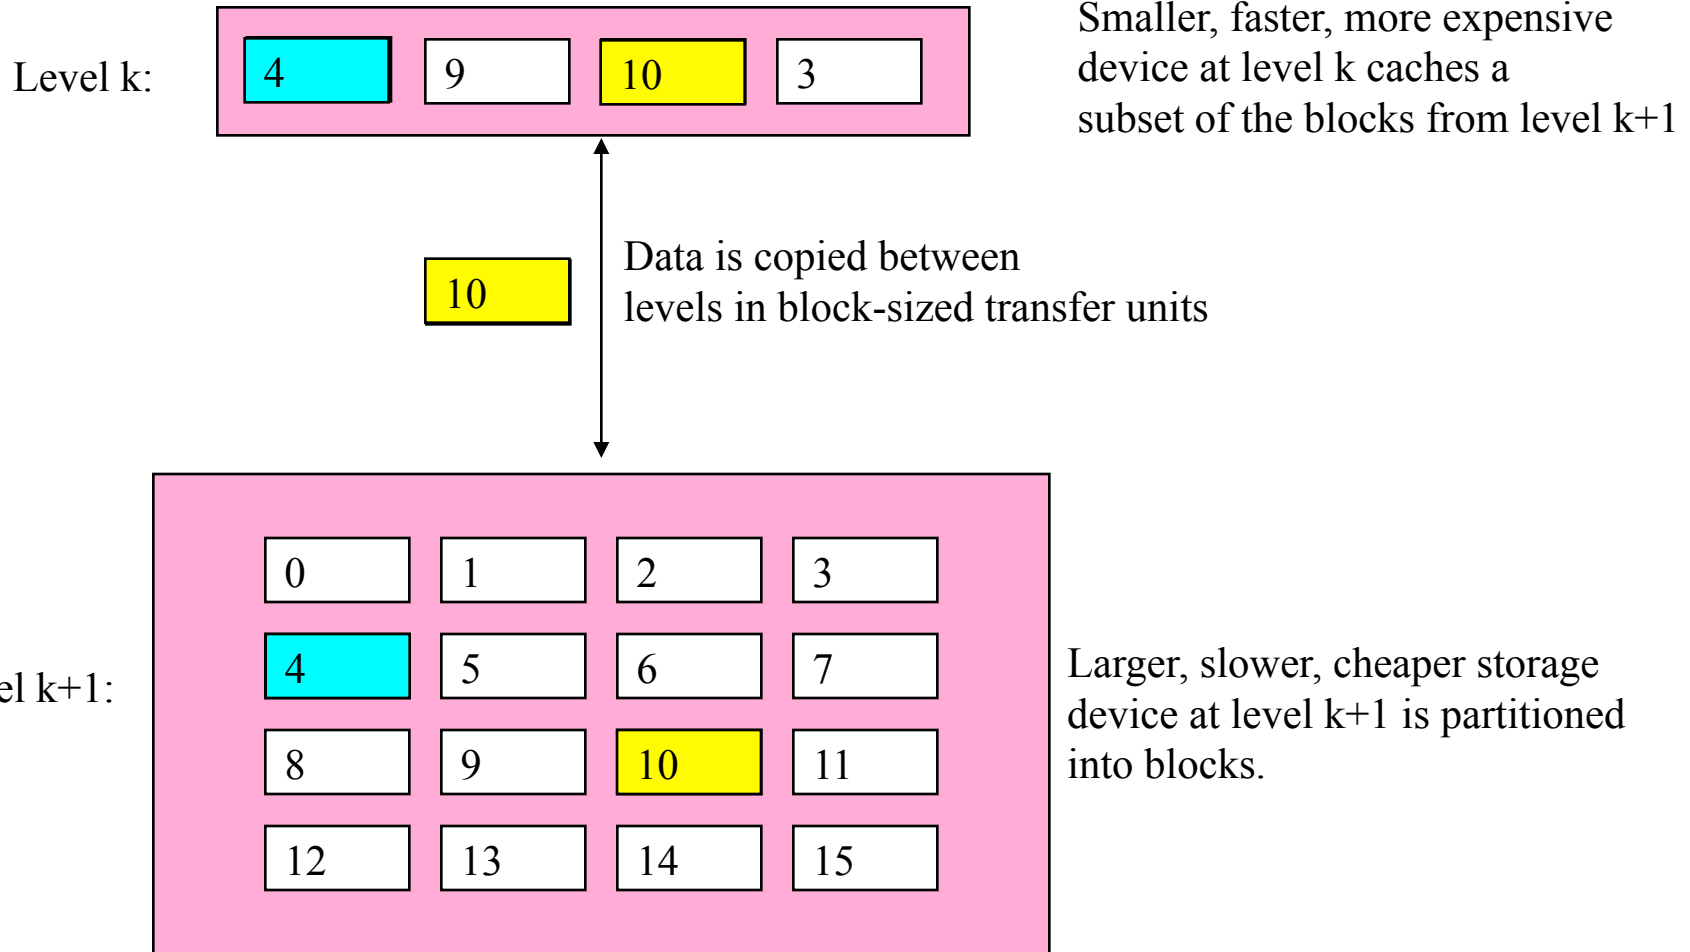 Smaller, faster, more expensive
device at level k caches a
subset of the blocks from level k+1
Level k:
4 9 10 3
10
Data is copied between
levels in block-sized transfer units
0 1 2 3
4 5 6 7
8 9 10 11
12 13 14 15
el k+1:
Larger, slower, cheaper storage
device at level k+1 is partitioned
into blocks.